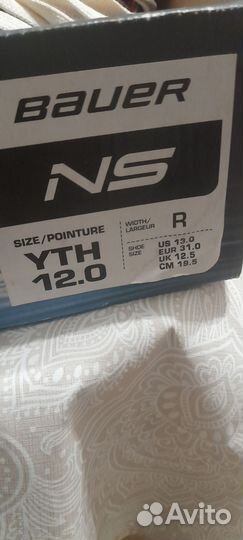 BAUER
NS
SIZE/POINTURE
YTH
12.0
WIDTH/
LARGEUR
R
SHOE
SIZE
US 13.0
EUR 31.0
UK 12.5
CM 19.5
Avito